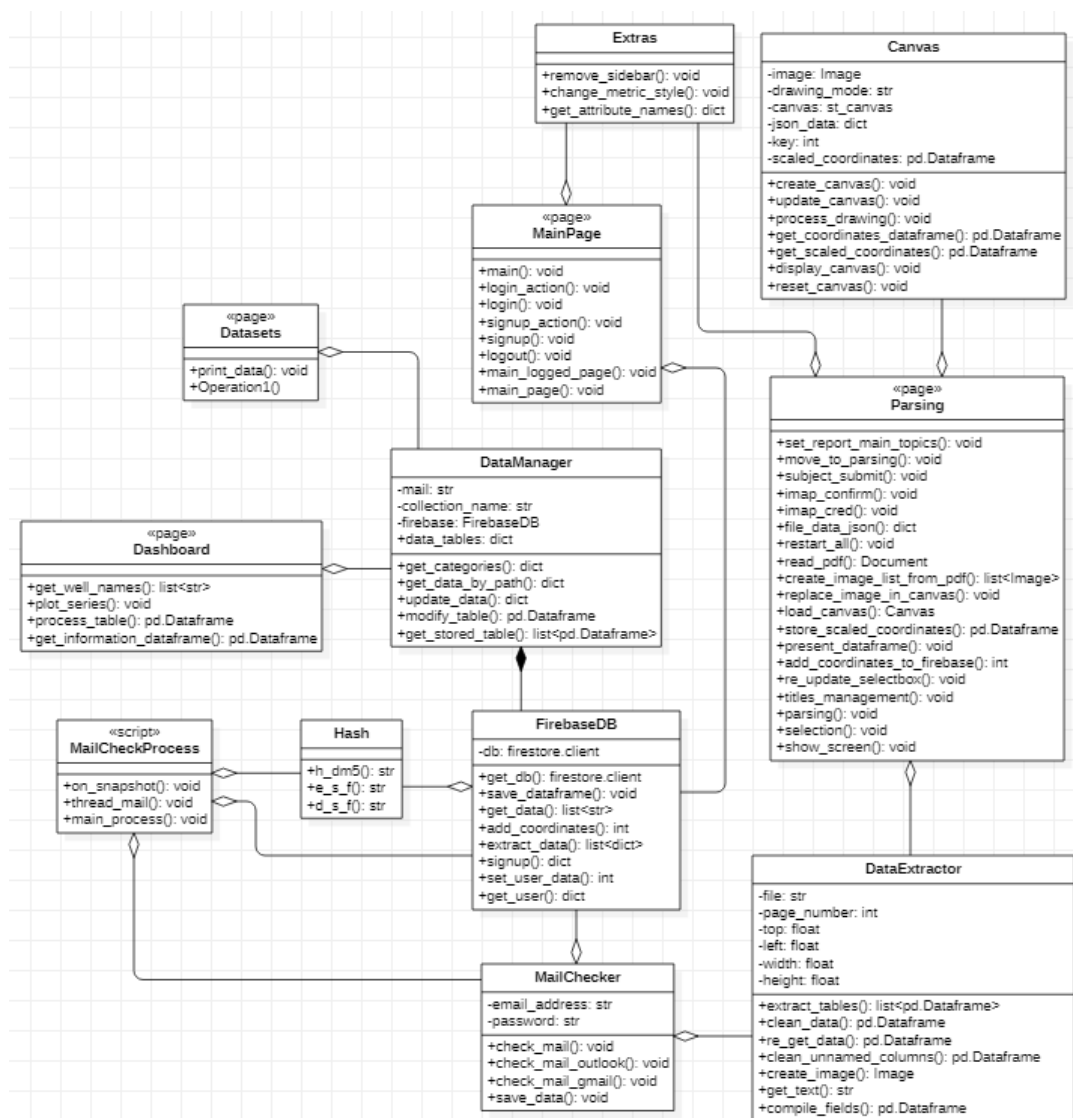 Extras
+remove_sidebar(): void
+change_metric_style(): void
+get_attribute_names(): dict
Canvas
-image: Image
-drawing_mode: str
-canvas: st_canvas
-json_data: dict
-key: int
-scaled_coordinates: pd.Dataframe
+create_canvas(): void
+update_canvas(): void
+process_drawing(): void
+get_coordinates_dataframe(): pd.Dataframe
+get_scaled_coordinates(): pd.Dataframe
+display_canvas(): void
+reset_canvas(): void
«page»
MainPage
+main(): void
+login_action(): void
+login(): void
+signup_action(): void
+signup(): void
+logout(): void
+main_logged_page(): void
+main_page(): void
«page»
Datasets
+print_data(): void
+Operation1()
«page»
Parsing
+set_report_main_topics(): void
+move_to_parsing(): void
+subject_submit(): void
+imap_confirm(): void
+imap_cred(): void
+file_data_json(): dict
+restart_all(): void
+read_pdf(): Document
+create_image_list_from_pdf(): list<Image>
+replace_image_in_canvas(): void
+load_canvas(): Canvas
+store_scaled_coordinates(): pd.Dataframe
+present_dataframe(): void
+add_coordinates_to_firebase(): int
+re_update_selectbox(): void
+titles_management(): void
+parsing(): void
+selection(): void
+show_screen(): void
DataManager
-mail: str
-collection_name: str
-firebase: FirebaseDB
+data_tables: dict
+get_categories(): dict
+get_data_by_path(): dict
+update_data(): dict
+modify_table(): pd.Dataframe
+get_stored_table(): list<pd.Dataframe>
«page»
Dashboard
+get_well_names(): list<str>
+plot_series(): void
+process_table(): pd.Dataframe
+get_information_dataframe(): pd.Dataframe
«script»
MailCheckProcess
+on_snapshot(): void
+thread_mail(): void
+main_process(): void
Hash
+h_dm5(): str
+e_s_f(): str
+d_s_f(): str
FirebaseDB
-db: firestore.client
+get_db(): firestore.client
+save_dataframe(): void
+get_data(): list<str>
+add_coordinates(): int
+extract_data(): list<dict>
+signup(): dict
+set_user_data(): int
+get_user(): dict
DataExtractor
-file: str
-page_number: int
-top: float
-left: float
-width: float
-height: float
+extract_tables(): list<pd.Dataframe>
+clean_data(): pd.Dataframe
+re_get_data(): pd.Dataframe
+clean_unnamed_columns(): pd.Dataframe
+create_image(): Image
+get_text(): str
+compile_fields(): pd.Dataframe
MailChecker
-email_address: str
-password: str
+check_mail(): void
+check_mail_outlook(): void
+check_mail_gmail(): void
+save_data(): void